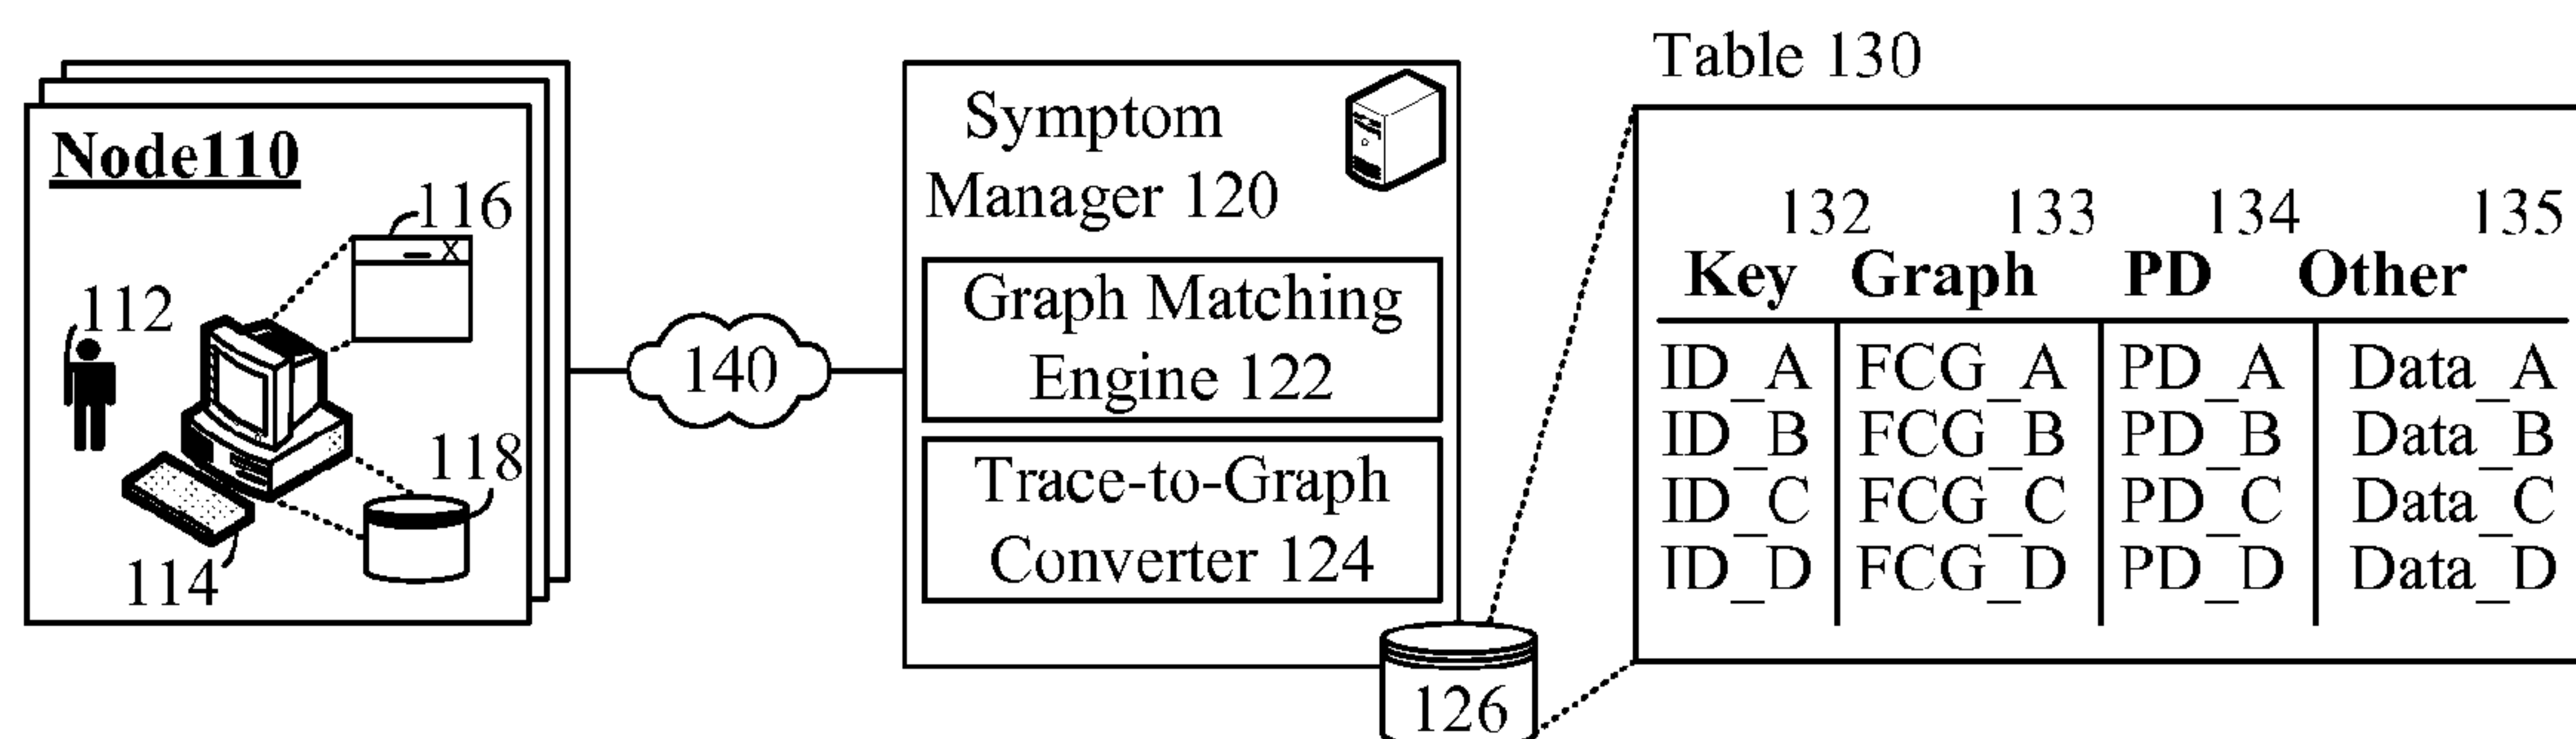 Node110
116
X
112
118
114
140
Symptom
Manager 120
Graph Matching
Engine 122
Trace-to-Graph
Converter 124
126
Table 130
132 133 134 135
Key Graph PD Other
ID_A FCG_A PD_A Data_A
ID_B FCG_B PD_B Data_B
ID_C FCG_C PD_C Data_C
ID_D FCG_D PD_D Data_D